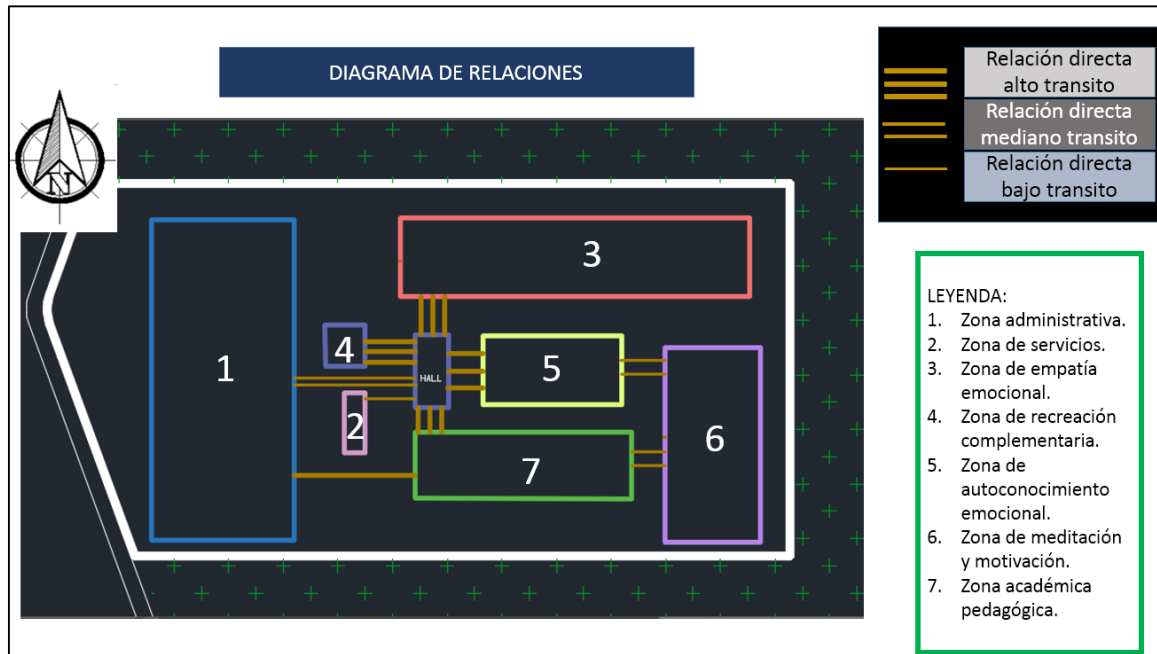 DIAGRAMA DE RELACIONES
Relación directa
alto transito
Relación directa
mediano transito
Relación directa
bajo transito
N
3
4
1
HALL
5
2
6
7
LEYENDA:
1. Zona administrativa.
2. Zona de servicios.
3. Zona de empatía
emocional.
4. Zona de recreación
complementaria.
5. Zona de
autoconocimiento
emocional.
6. Zona de meditación
y motivación.
7. Zona académica
pedagógica.